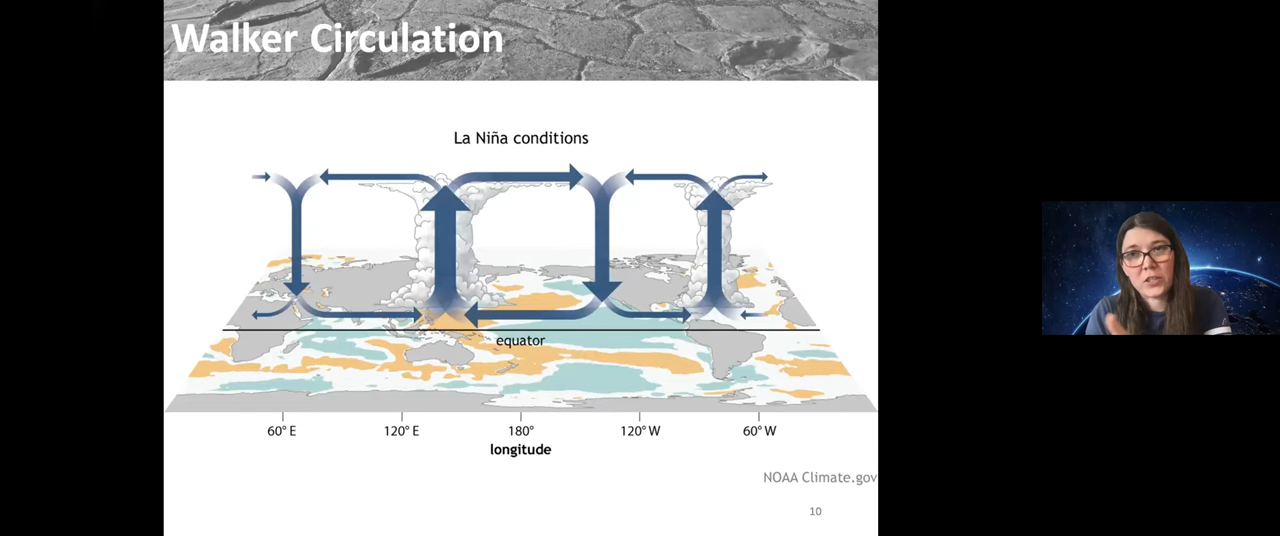 Walker Circulation
La Niña conditions
equator
60° E 120° E 180° 120° W 60° W
longitude
NOAA Climate.gov
10